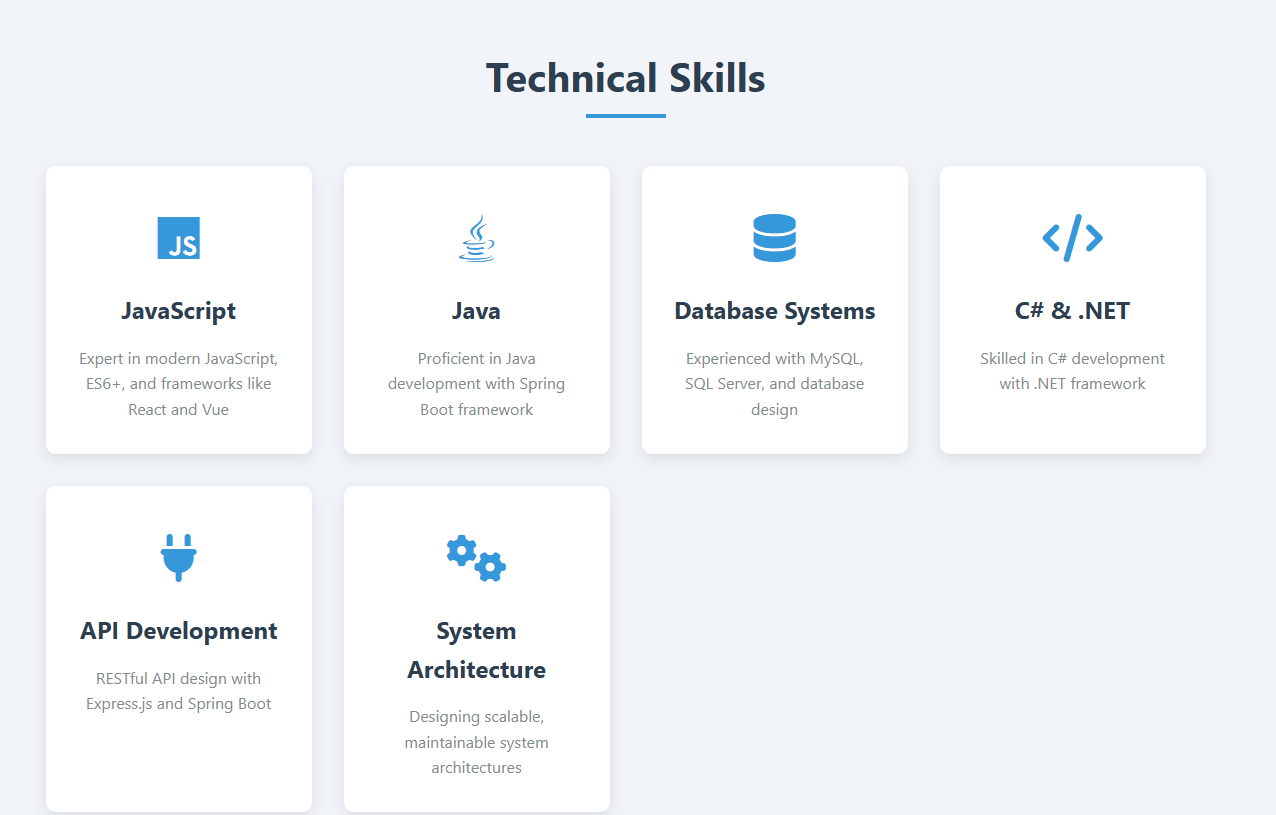 Technical Skills
JS
JavaScript
Expert in modern JavaScript,
ES6+, and frameworks like
React and Vue
Java
Proficient in Java
development with Spring
Boot framework
Database Systems
Experienced with MySQL,
SQL Server, and database
design
C# & .NET
Skilled in C# development
with .NET framework
API Development
RESTful API design with
Express.js and Spring Boot
System
Architecture
Designing scalable,
maintainable system
architectures